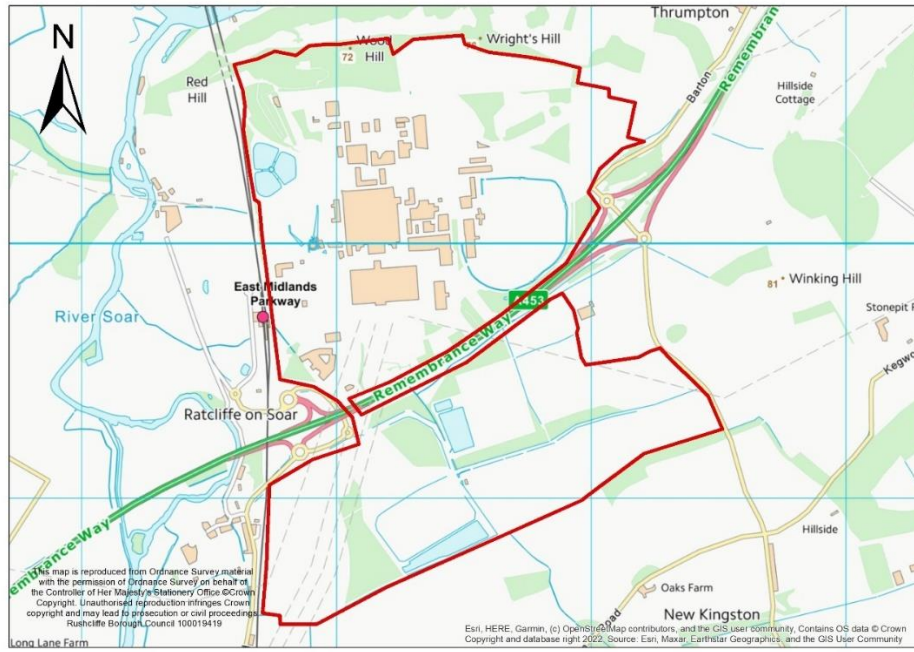 N
Thrumpton
Wood
Hill
72
Wright's Hill
Red
Hill
Barton
Hillside
Cottage
Remembran
East Midlands
Parkway
81
Winking Hill
A453
River Soar
Stonepit F
Remembrance Way
Kegwo
Ratcliffe on Soar
membrance Way
Hillside
This map is reproduced from Ordnance Survey material
with the permission of Ordnance Survey on behalf of
the Controller of Her Majesty's Stationery Office ©Crown
Copyright. Unauthorised reproduction infringes Crown
copyright and may lead to prosecution or civil proceedings
Rushcliffe Borough Council 100019419
Oaks Farm
New Kingston
Road
Long Lane Farm
Esri, HERE, Garmin, (c) OpenStreetMap contributors, and the GIS user community, Contains OS data © Crown
Copyright and database right 2022, Source: Esri, Maxar, Earthstar Geographics, and the GIS User Community